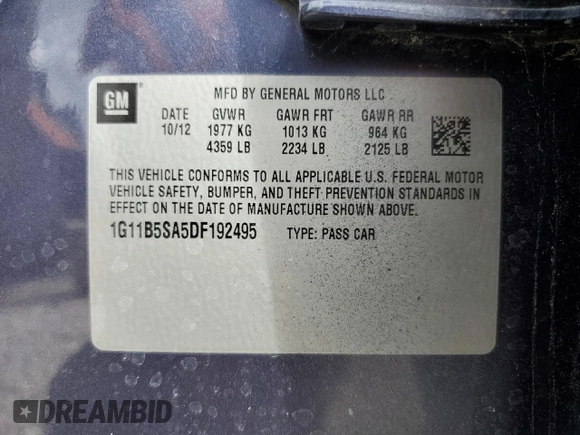 GM
MFD BY GENERAL MOTORS LLC
DATE GVWR GAWR FRT GAWR RR
10/12 1977 KG 1013 KG 964 KG
4359 LB 2234 LB 2125 LB
THIS VEHICLE CONFORMS TO ALL APPLICABLE U.S. FEDERAL MOTOR
VEHICLE SAFETY, BUMPER, AND THEFT PREVENTION STANDARDS IN
EFFECT ON THE DATE OF MANUFACTURE SHOWN ABOVE.
1G11B5SA5DF192495 TYPE: PASS CAR
DREAMBID